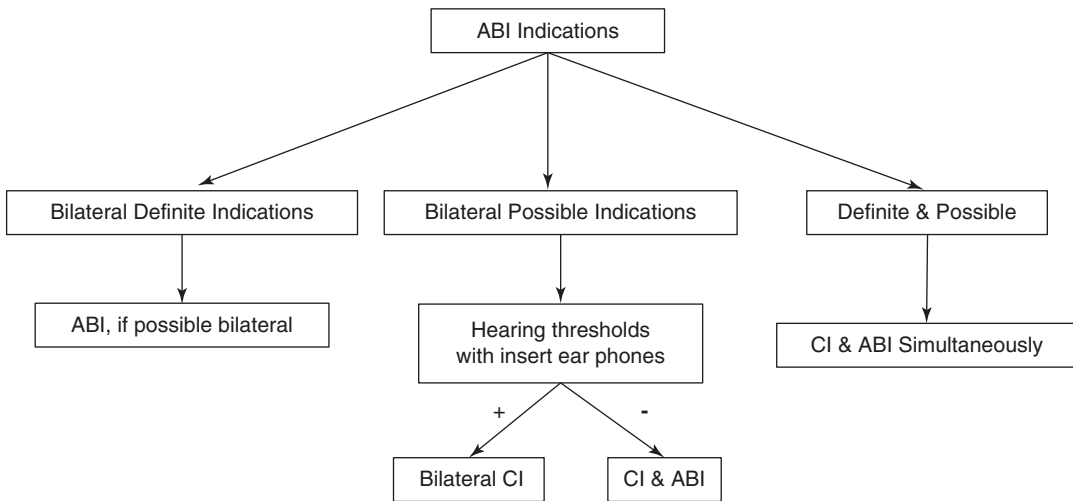 ABI Indications
Bilateral Definite Indications
Bilateral Possible Indications
Definite & Possible
ABI, if possible bilateral
Hearing thresholds
with insert ear phones
CI & ABI Simultaneously
+
-
Bilateral CI
CI & ABI